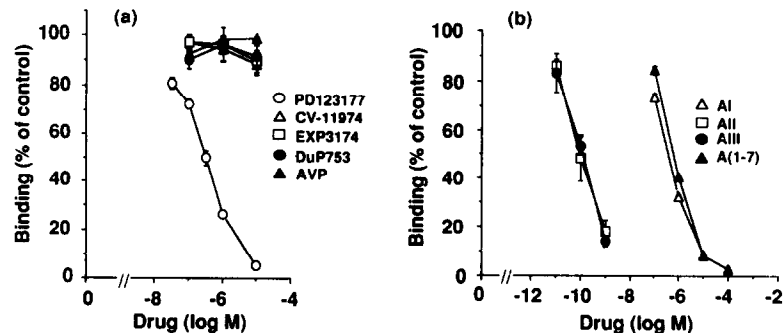 (a)
100
80
60
40
20
0
Binding (% of control)
PD123177
CV-11974
EXP3174
DuP753
AVP
0 -8 -6 -4
Drug (log M)
(b)
100
80
60
40
20
0
Binding (% of control)
AI
AII
AIII
A(1-7)
0 -12 -10 -8 -6 -4 -2
Drug (log M)